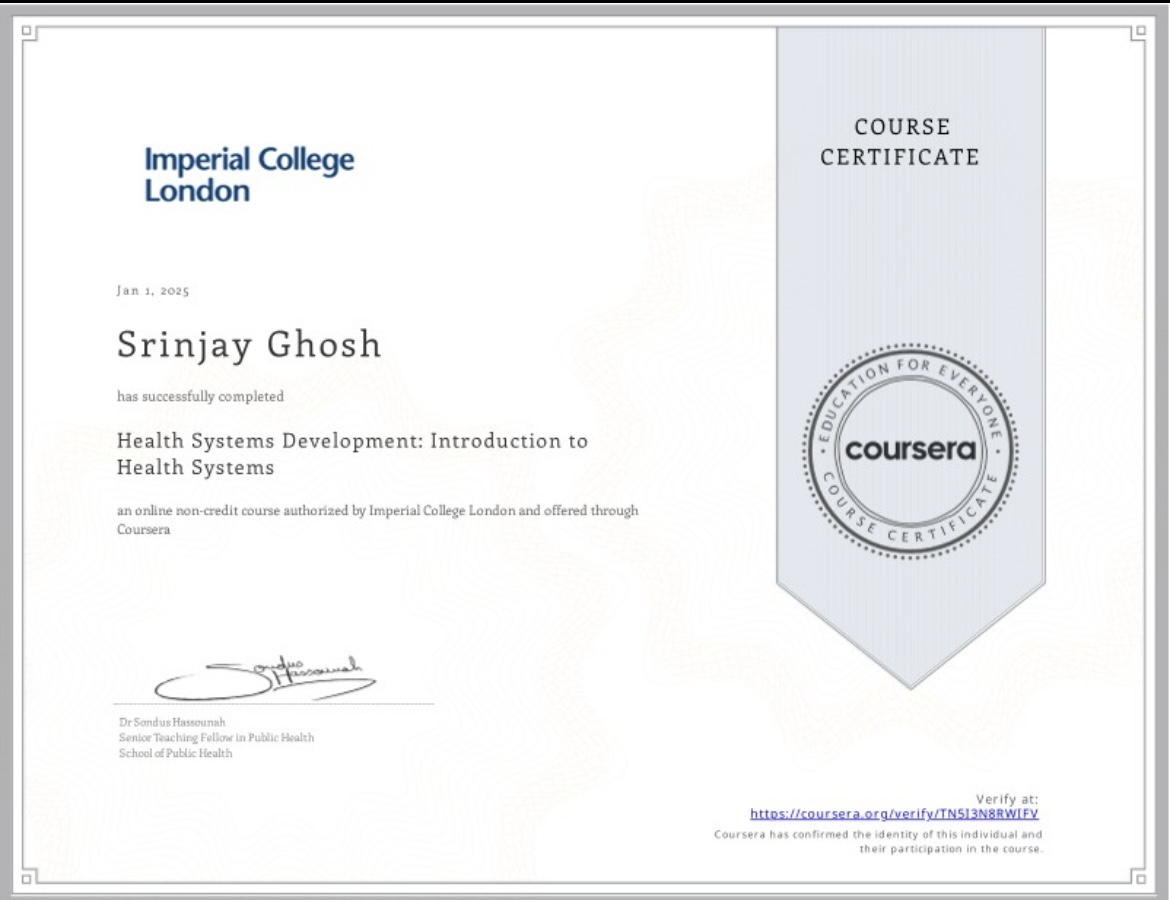 COURSE
CERTIFICATE
Imperial College
London
Jan 1, 2025
Srinjay Ghosh
has successfully completed
Health Systems Development: Introduction to
Health Systems
an online non-credit course authorized by Imperial College London and offered through
Coursera
EDUCATION FOR EVERYONE
coursera
COURSE CERTIFICATE
Sondus
Hassounah
Dr Sondus Hassounah
Senior Teaching Fellow in Public Health
School of Public Health
Verify at:
https://coursera.org/verify/TN5I3N8RWIFV
Coursera has confirmed the identity of this individual and
their participation in the course.